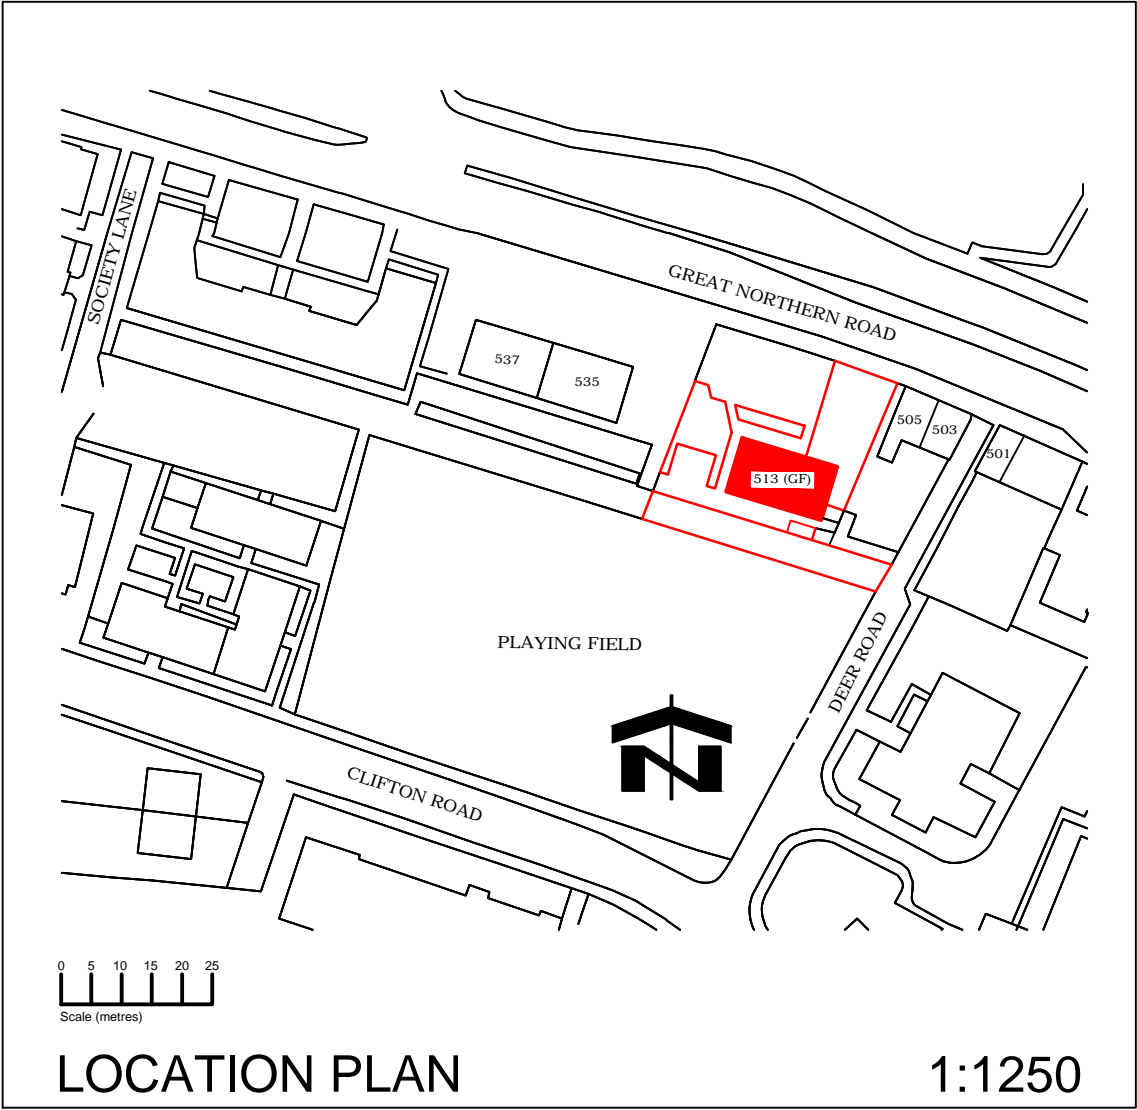 SOCIETY LANE
GREAT NORTHERN ROAD
537
535
505
503
501
513 (GF)
PLAYING FIELD
DEER ROAD
N
CLIFTON ROAD
0 5 10 15 20 25
Scale (metres)
LOCATION PLAN 1:1250